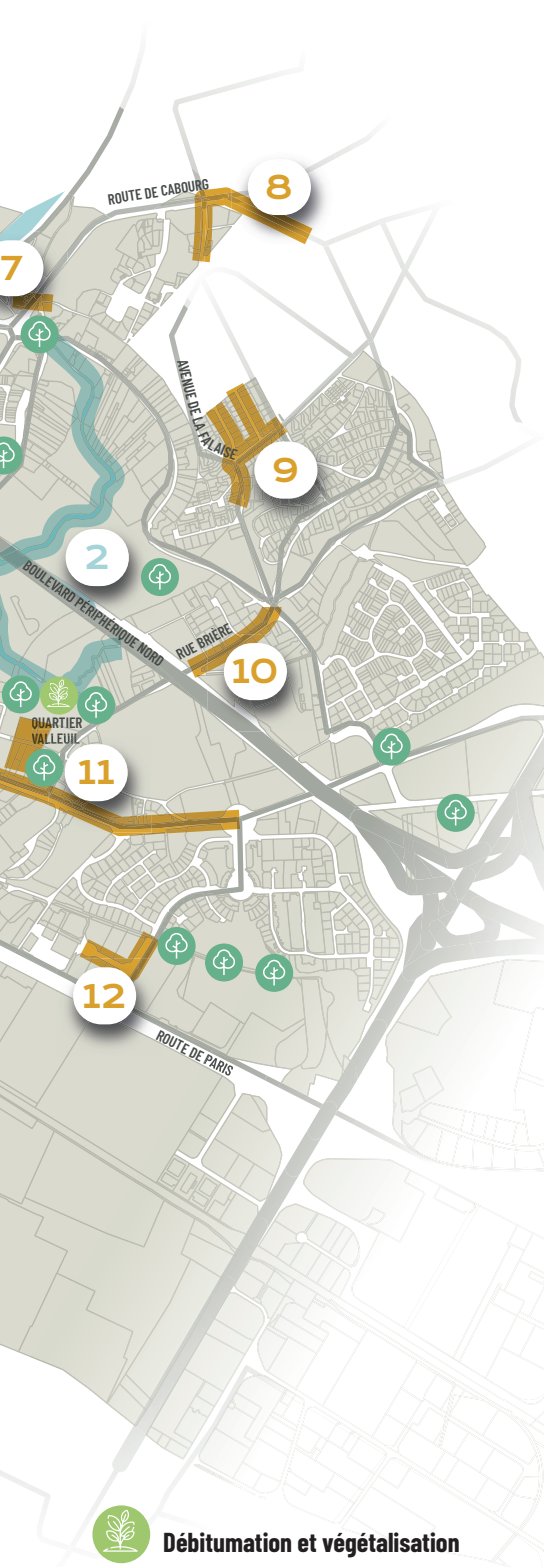 8
ROUTE DE CABOURG
7
AVENUE DE LA FALAISE
9
2
BOULEVARD PÉRIPHÉRIQUE NORD
RUE BRIÈRE
10
QUARTIER
VALLEUIL
11
12
ROUTE DE PARIS
Débitumation et végétalisation